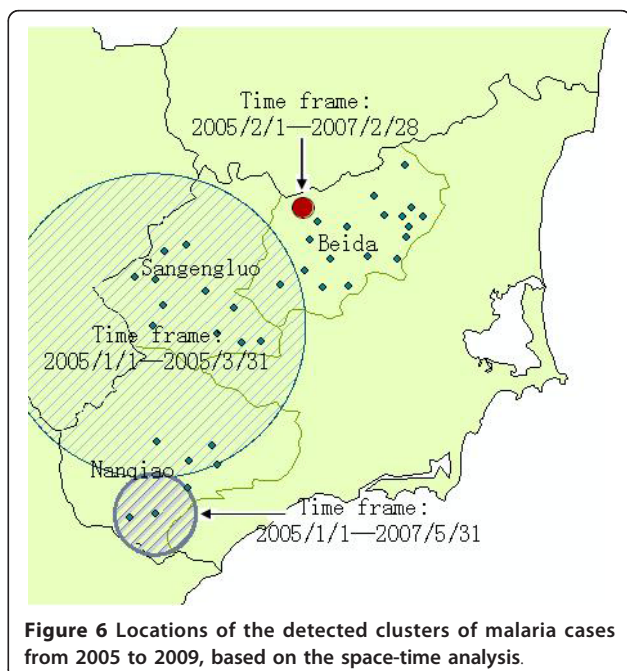 Time frame:
2005/2/1—2007/2/28
Beida
Sangengluo
Time frame:
2005/1/1—2005/3/31
Nanqiao
Time frame:
2005/1/1—2007/5/31
Figure 6 Locations of the detected clusters of malaria cases
from 2005 to 2009, based on the space-time analysis.